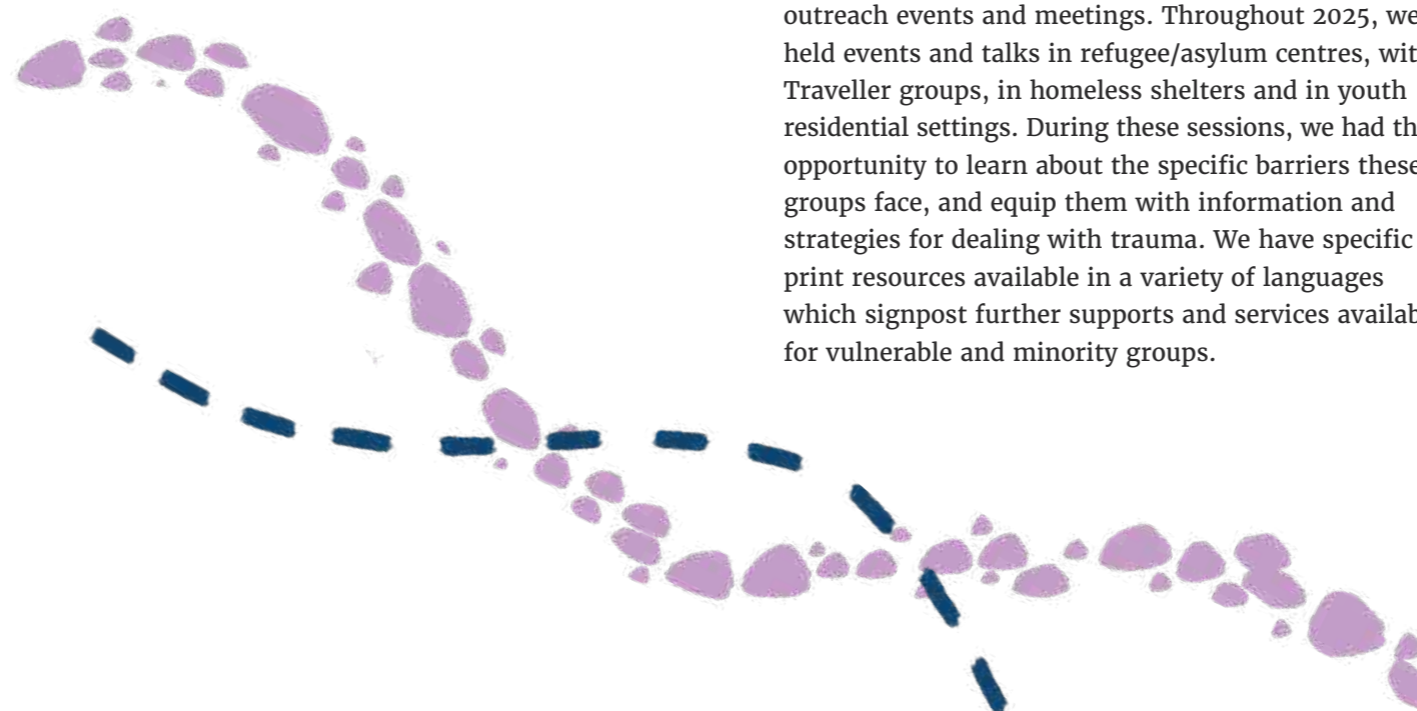 outreach events and meetings. Throughout 2025, we
held events and talks in refugee/asylum centres, wit
Traveller groups, in homeless shelters and in youth
residential settings. During these sessions, we had th
opportunity to learn about the specific barriers these
groups face, and equip them with information and
strategies for dealing with trauma. We have specific
print resources available in a variety of languages
which signpost further supports and services availab
for vulnerable and minority groups.